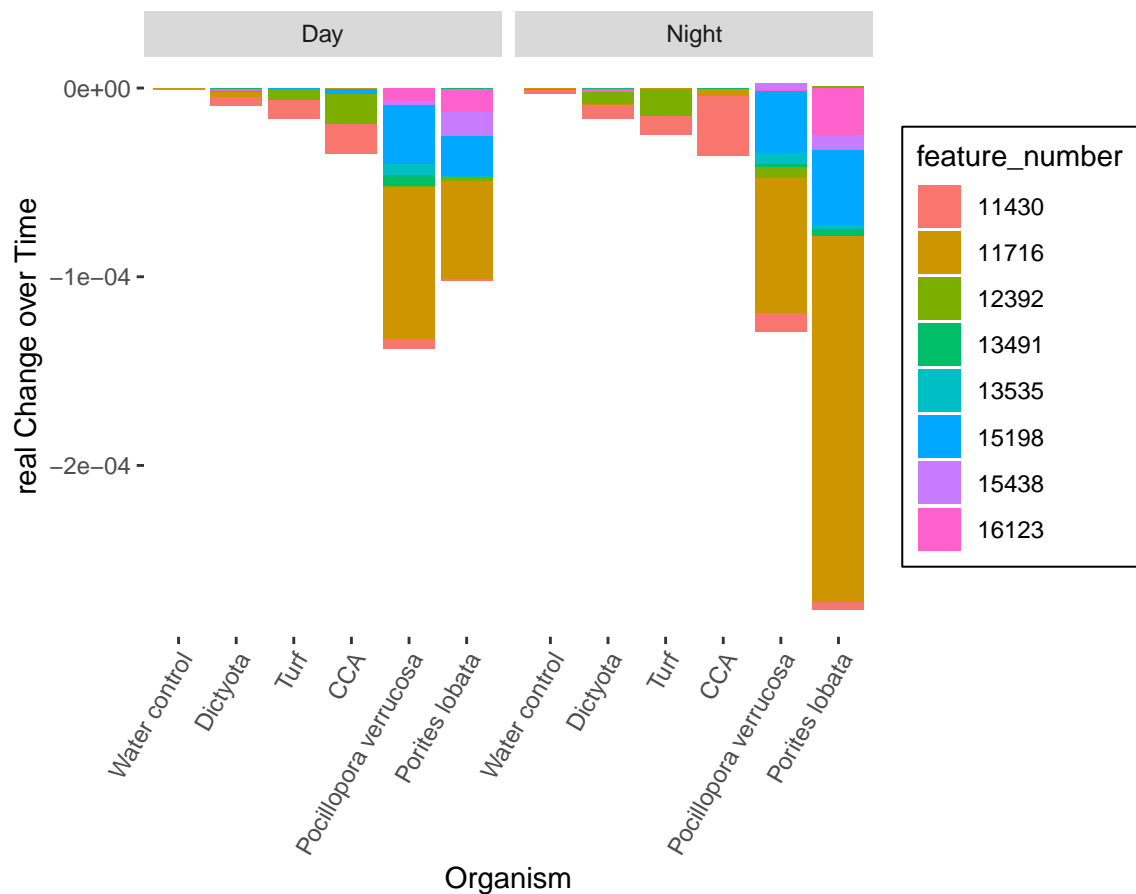 Day
Night
0e+00
−1e−04
−2e−04
real Change over Time
Water control
Dictyota
Turf
CCA
Pocillopora verrucosa
Porites lobata
Water control
Dictyota
Turf
CCA
Pocillopora verrucosa
Porites lobata
Organism
feature_number
11430
11716
12392
13491
13535
15198
15438
16123